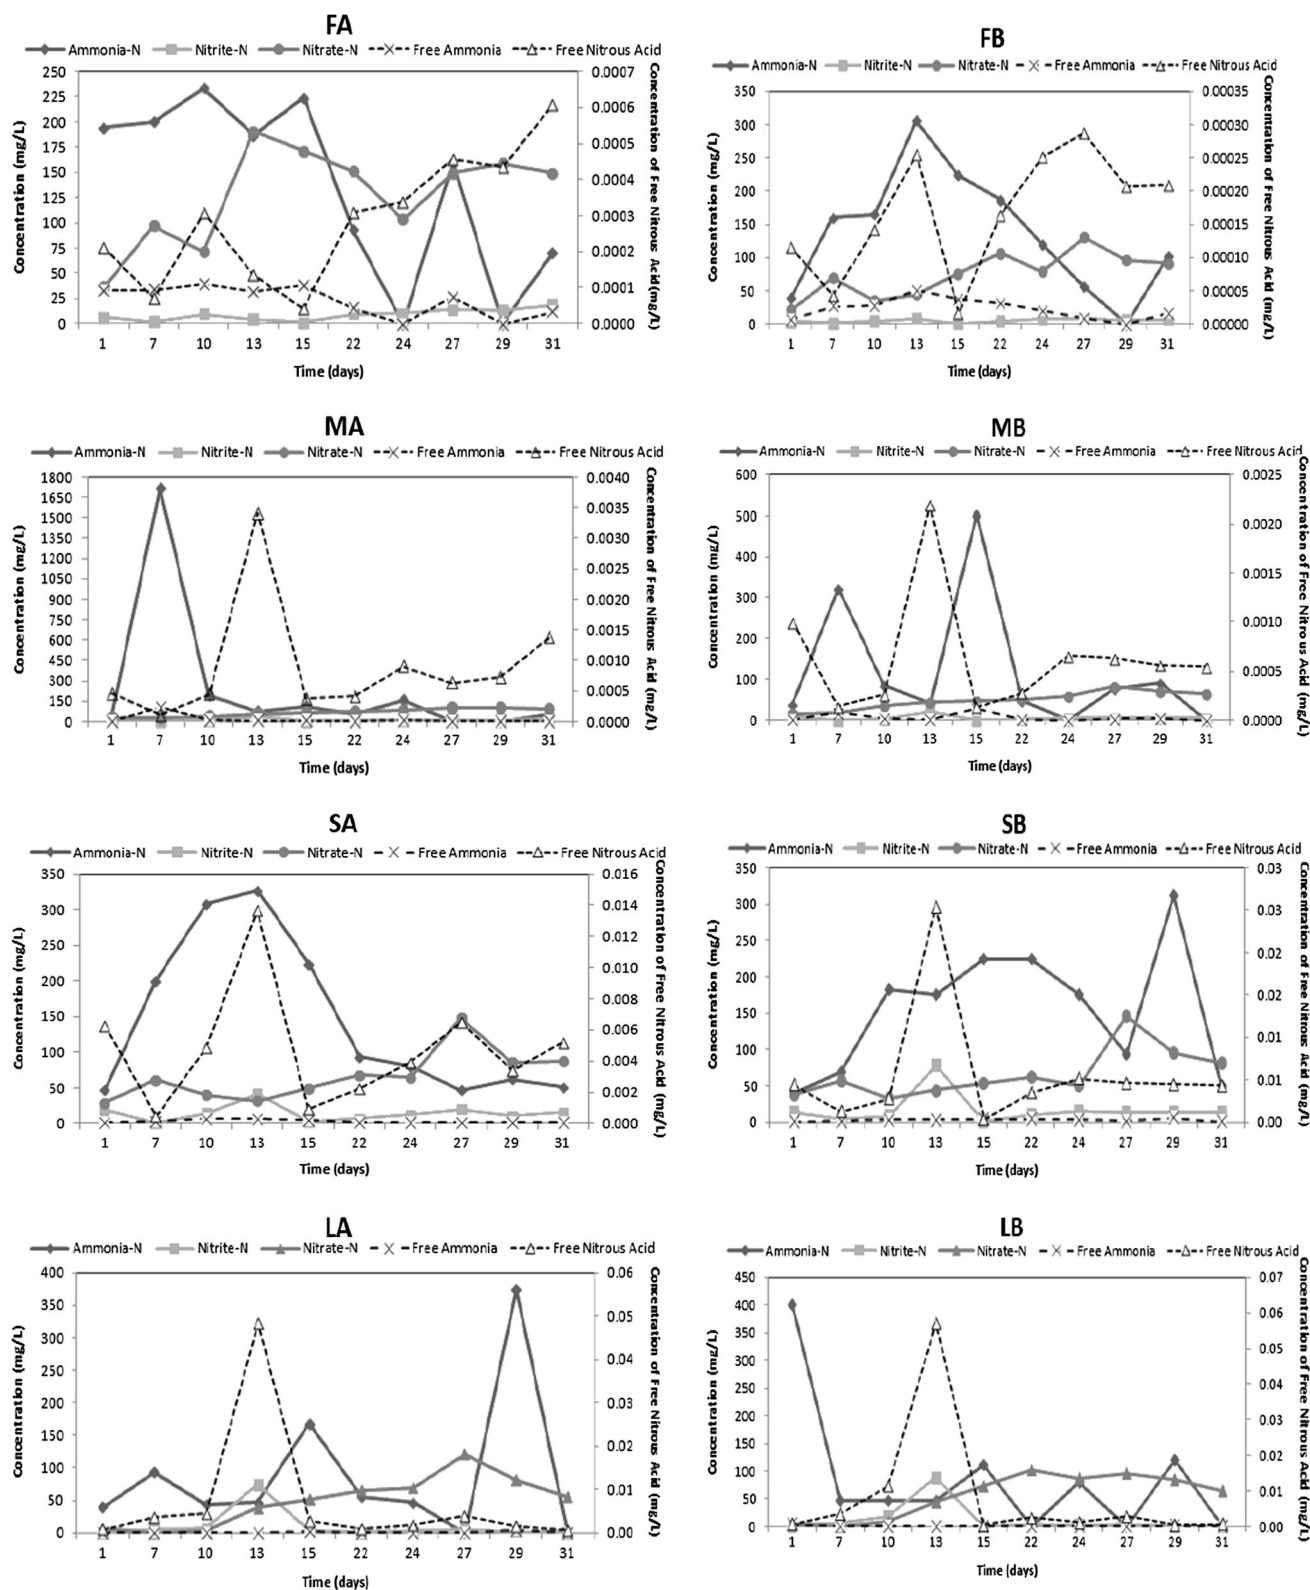 FA
Ammonia-N Nitrite-N Nitrate-N Free Ammonia Free Nitrous Acid
Concentration (mg/L)
250
225
200
175
150
125
100
75
50
25
0
0.0007
0.0006
0.0005
0.0004
0.0003
0.0002
0.0001
0.0000
Concentration of Free Nitrous Acid(mg/L)
1 7 10 13 15 22 24 27 29 31
Time (days)
FB
Ammonia-N Nitrite-N Nitrate-N Free Ammonia Free Nitrous Acid
Concentration (mg/L)
350
300
250
200
150
100
50
0
0.00035
0.00030
0.00025
0.00020
0.00015
0.00010
0.00005
0.00000
Concentration of Free Nitrous Acid (mg/L)
1 7 10 13 15 22 24 27 29 31
Time (days)
MA
Ammonia-N Nitrite-N Nitrate-N Free Ammonia Free Nitrous Acid
Concentration (mg/L)
1800
1650
1500
1350
1200
1050
900
750
600
450
300
150
0
0.0040
0.0035
0.0030
0.0025
0.0020
0.0015
0.0010
0.0005
0.0000
Concentration of Free Nitrous Acid (mg/L)
1 7 10 13 15 22 24 27 29 31
Time (days)
MB
Ammonia-N Nitrite-N Nitrate-N Free Ammonia Free Nitrous Acid
Concentration (mg/L)
600
500
400
300
200
100
0
0.0025
0.0020
0.0015
0.0010
0.0005
0.0000
Concentration of Free Nitrous Acid (mg/L)
1 7 10 13 15 22 24 27 29 31
Time (days)
SA
Ammonia-N Nitrite-N Nitrate-N Free Ammonia Free Nitrous Acid
Concentration (mg/L)
350
300
250
200
150
100
50
0
0.016
0.014
0.012
0.010
0.008
0.006
0.004
0.002
0.000
Concentration of Free Nitrous Acid (mg/L)
1 7 10 13 15 22 24 27 29 31
Time (days)
SB
Ammonia-N Nitrite-N Nitrate-N Free Ammonia Free Nitrous Acid
Concentration (mg/L)
350
300
250
200
150
100
50
0
0.03
0.03
0.02
0.02
0.01
0.01
0.00
Concentration of Free Nitrous Acid (mg/L)
1 7 10 13 15 22 24 27 29 31
Time (days)
LA
Ammonia-N Nitrite-N Nitrate-N Free Ammonia Free Nitrous Acid
Concentration (mg/L)
400
350
300
250
200
150
100
50
0
0.06
0.05
0.04
0.03
0.02
0.01
0.00
Concentration of Free Nitrous Acid (mg/L)
1 7 10 13 15 22 24 27 29 31
Time (days)
LB
Ammonia-N Nitrite-N Nitrate-N Free Ammonia Free Nitrous Acid
Concentration (mg/L)
450
400
350
300
250
200
150
100
50
0
0.07
0.06
0.05
0.04
0.03
0.02
0.01
0.00
Concentration of Free Nitrous Acid (mg/L)
1 7 10 13 15 22 24 27 29 31
Time (days)